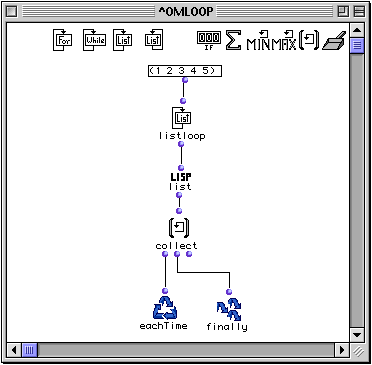 ^OMLOOP
For While List List 000 If Σ MIN MAX
(1 2 3 4 5)
List
listloop
LISP
list
collect
eachTime finally